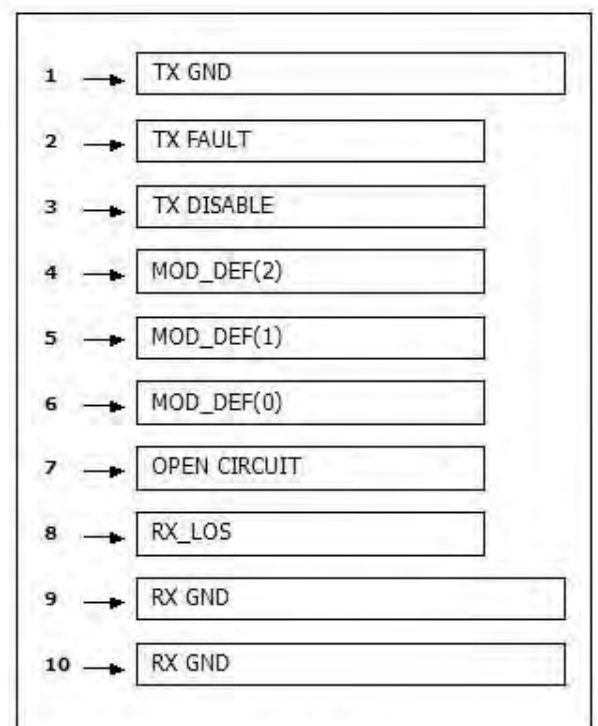 1 TX GND
2 TX FAULT
3 TX DISABLE
4 MOD_DEF(2)
5 MOD_DEF(1)
6 MOD_DEF(0)
7 OPEN CIRCUIT
8 RX_LOS
9 RX GND
10 RX GND